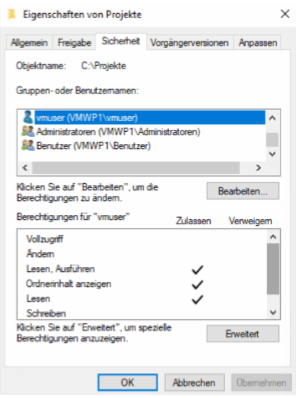 Eigenschaften von Projekte
Allgemein Freigabe Sicherheit Vorgängerversionen Anpassen
Objektname: C:\Projekte
Gruppen- oder Benutzernamen:
vmuser (VMWP1\vmuser)
Administratoren (VMWP1\Administratoren)
Benutzer (VMWP1\Benutzer)
Klicken Sie auf "Bearbeiten", um die
Berechtigungen zu ändern.
Bearbeiten...
Berechtigungen für "vmuser" Zulassen Verweigern
Vollzugriff
Ändern
Lesen, Ausführen
Ordnerinhalt anzeigen
Lesen
Schreiben
Klicken Sie auf "Erweitert", um spezielle
Berechtigungen anzuzeigen.
Erweitert
OK Abbrechen Übernehmen